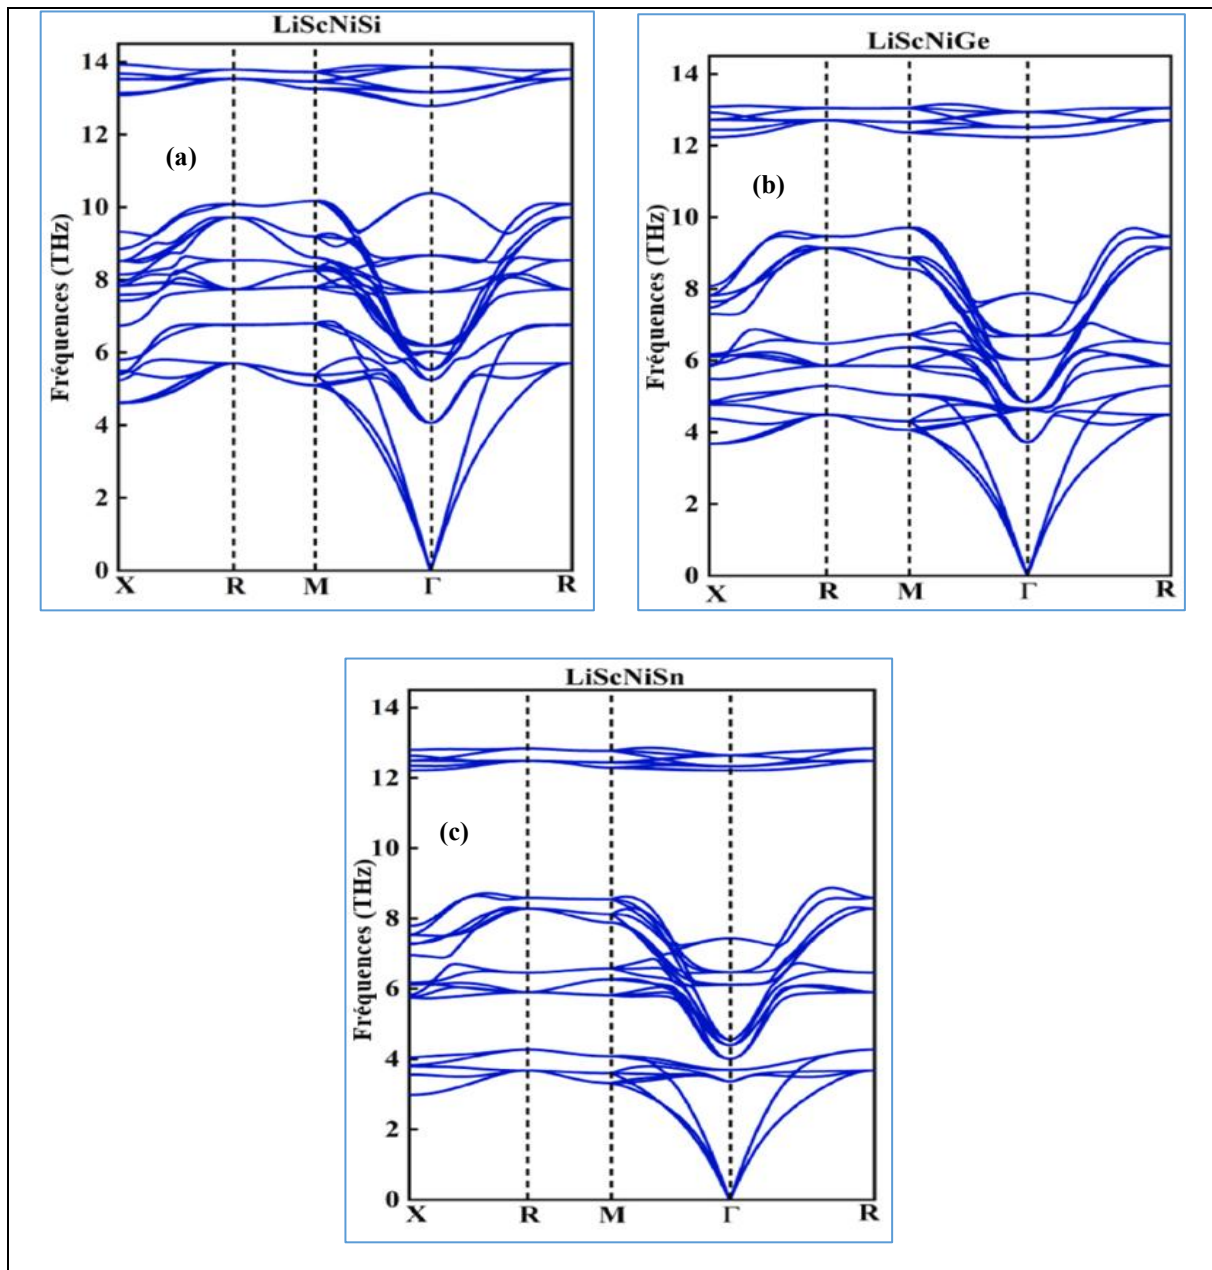 LiScNiSi
14
12
10
8
6
4
2
0
Fréquences (THz)
(a)
X R M Γ R
LiScNiGe
14
12
10
8
6
4
2
0
Fréquences (THz)
(b)
X R M Γ R
LiScNiSn
14
12
10
8
6
4
2
0
Fréquences (THz)
(c)
X R M Γ R